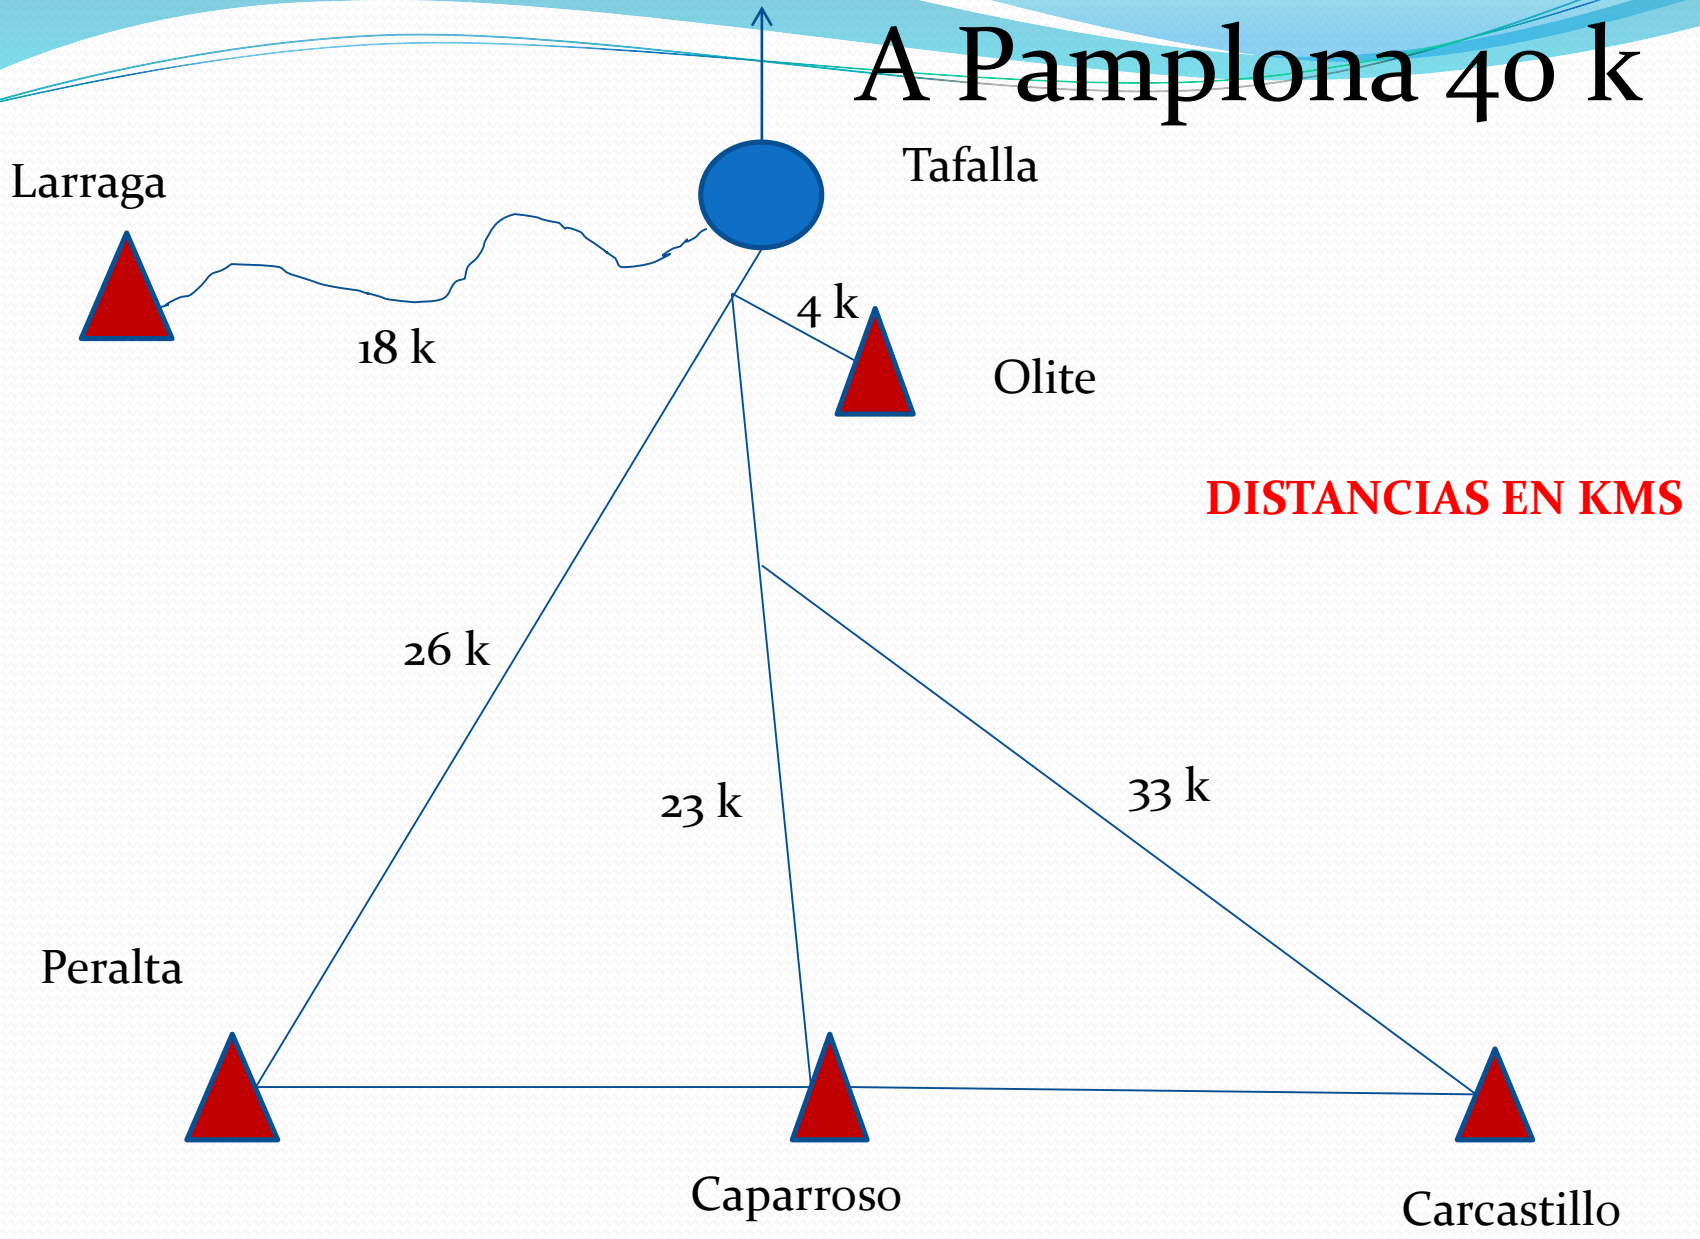 A Pamplona 40 k
Tafalla
Larraga
4 k
18 k
Olite
DISTANCIAS EN KMS
26 k
33 k
23 k
Peralta
Caparroso
Carcastillo